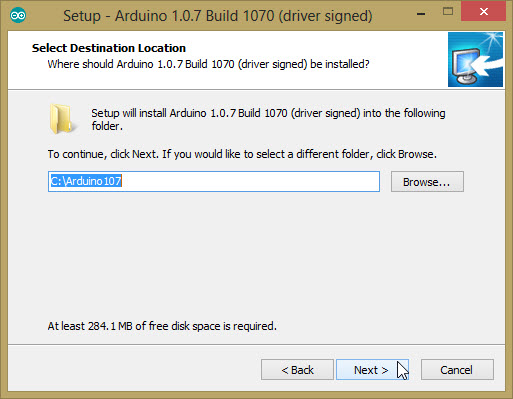 Setup - Arduino 1.0.7 Build 1070 (driver signed)
Select Destination Location
Where should Arduino 1.0.7 Build 1070 (driver signed) be installed?
Setup will install Arduino 1.0.7 Build 1070 (driver signed) into the following
folder.
To continue, click Next. If you would like to select a different folder, click Browse.
C:\Arduino107
Browse...
At least 284.1 MB of free disk space is required.
< Back
Next >
Cancel